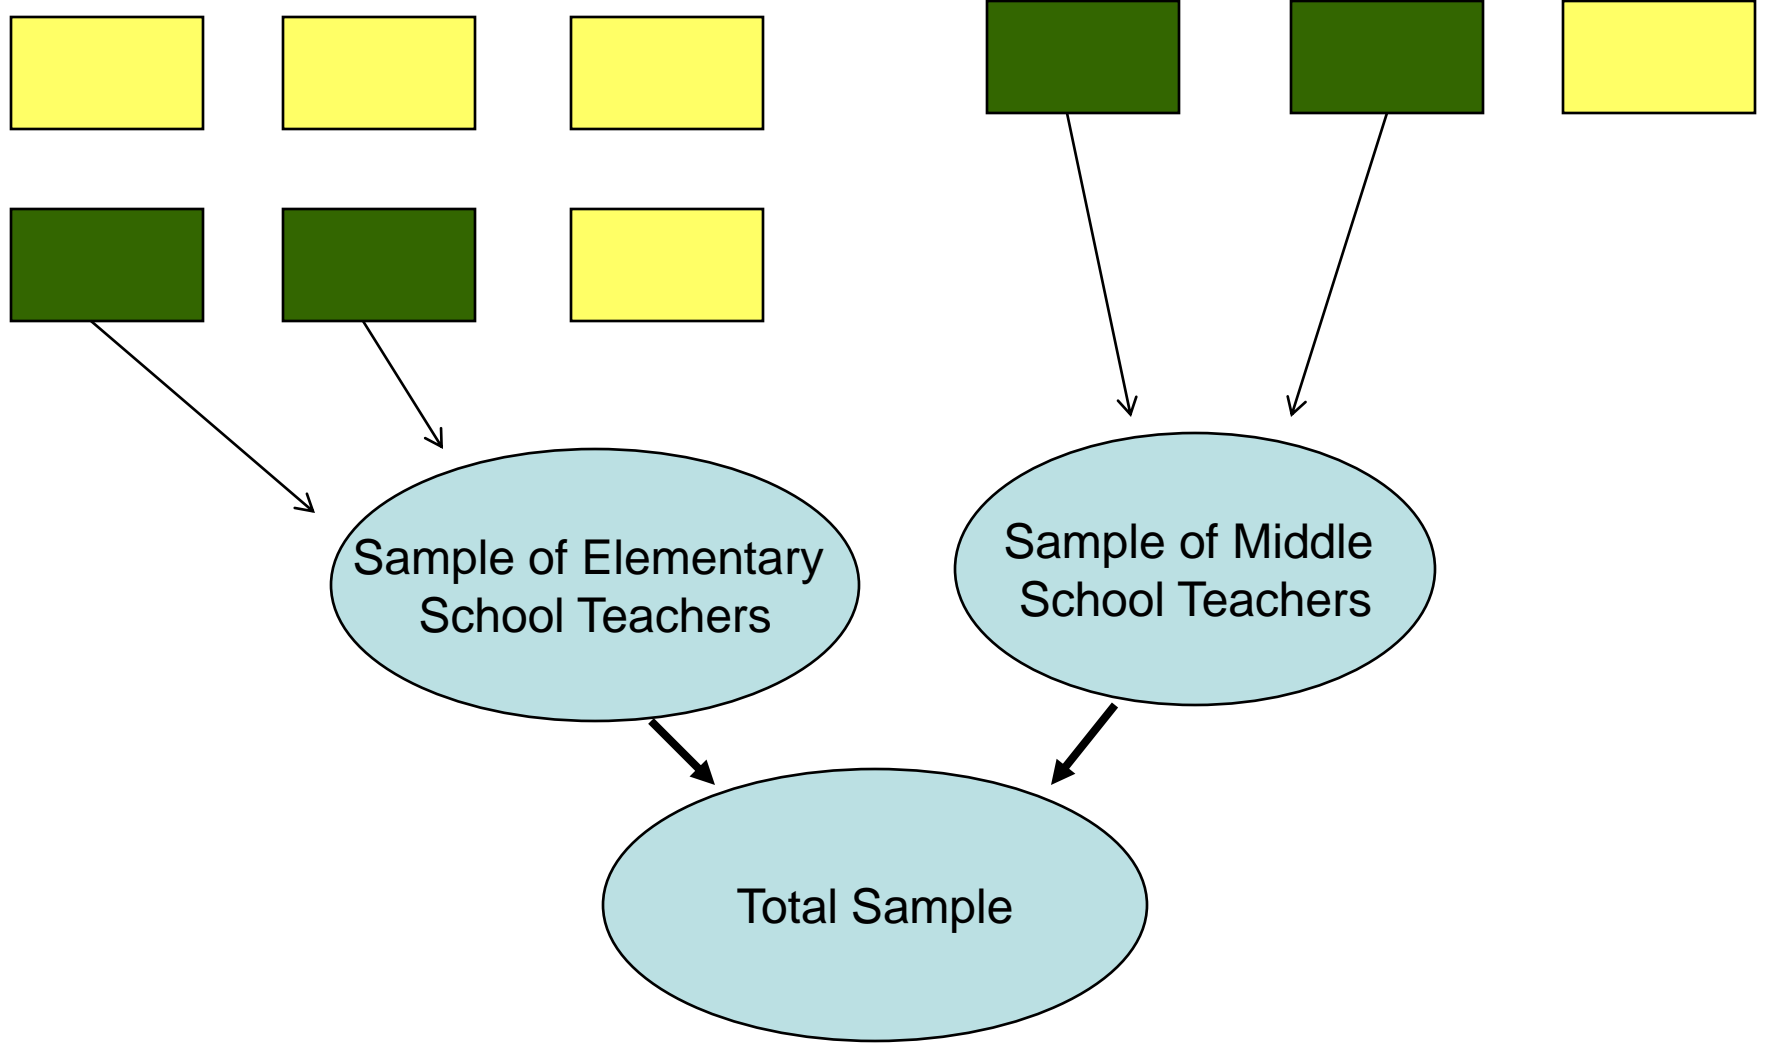 Sample of Elementary
School Teachers
Sample of Middle
School Teachers
Total Sample